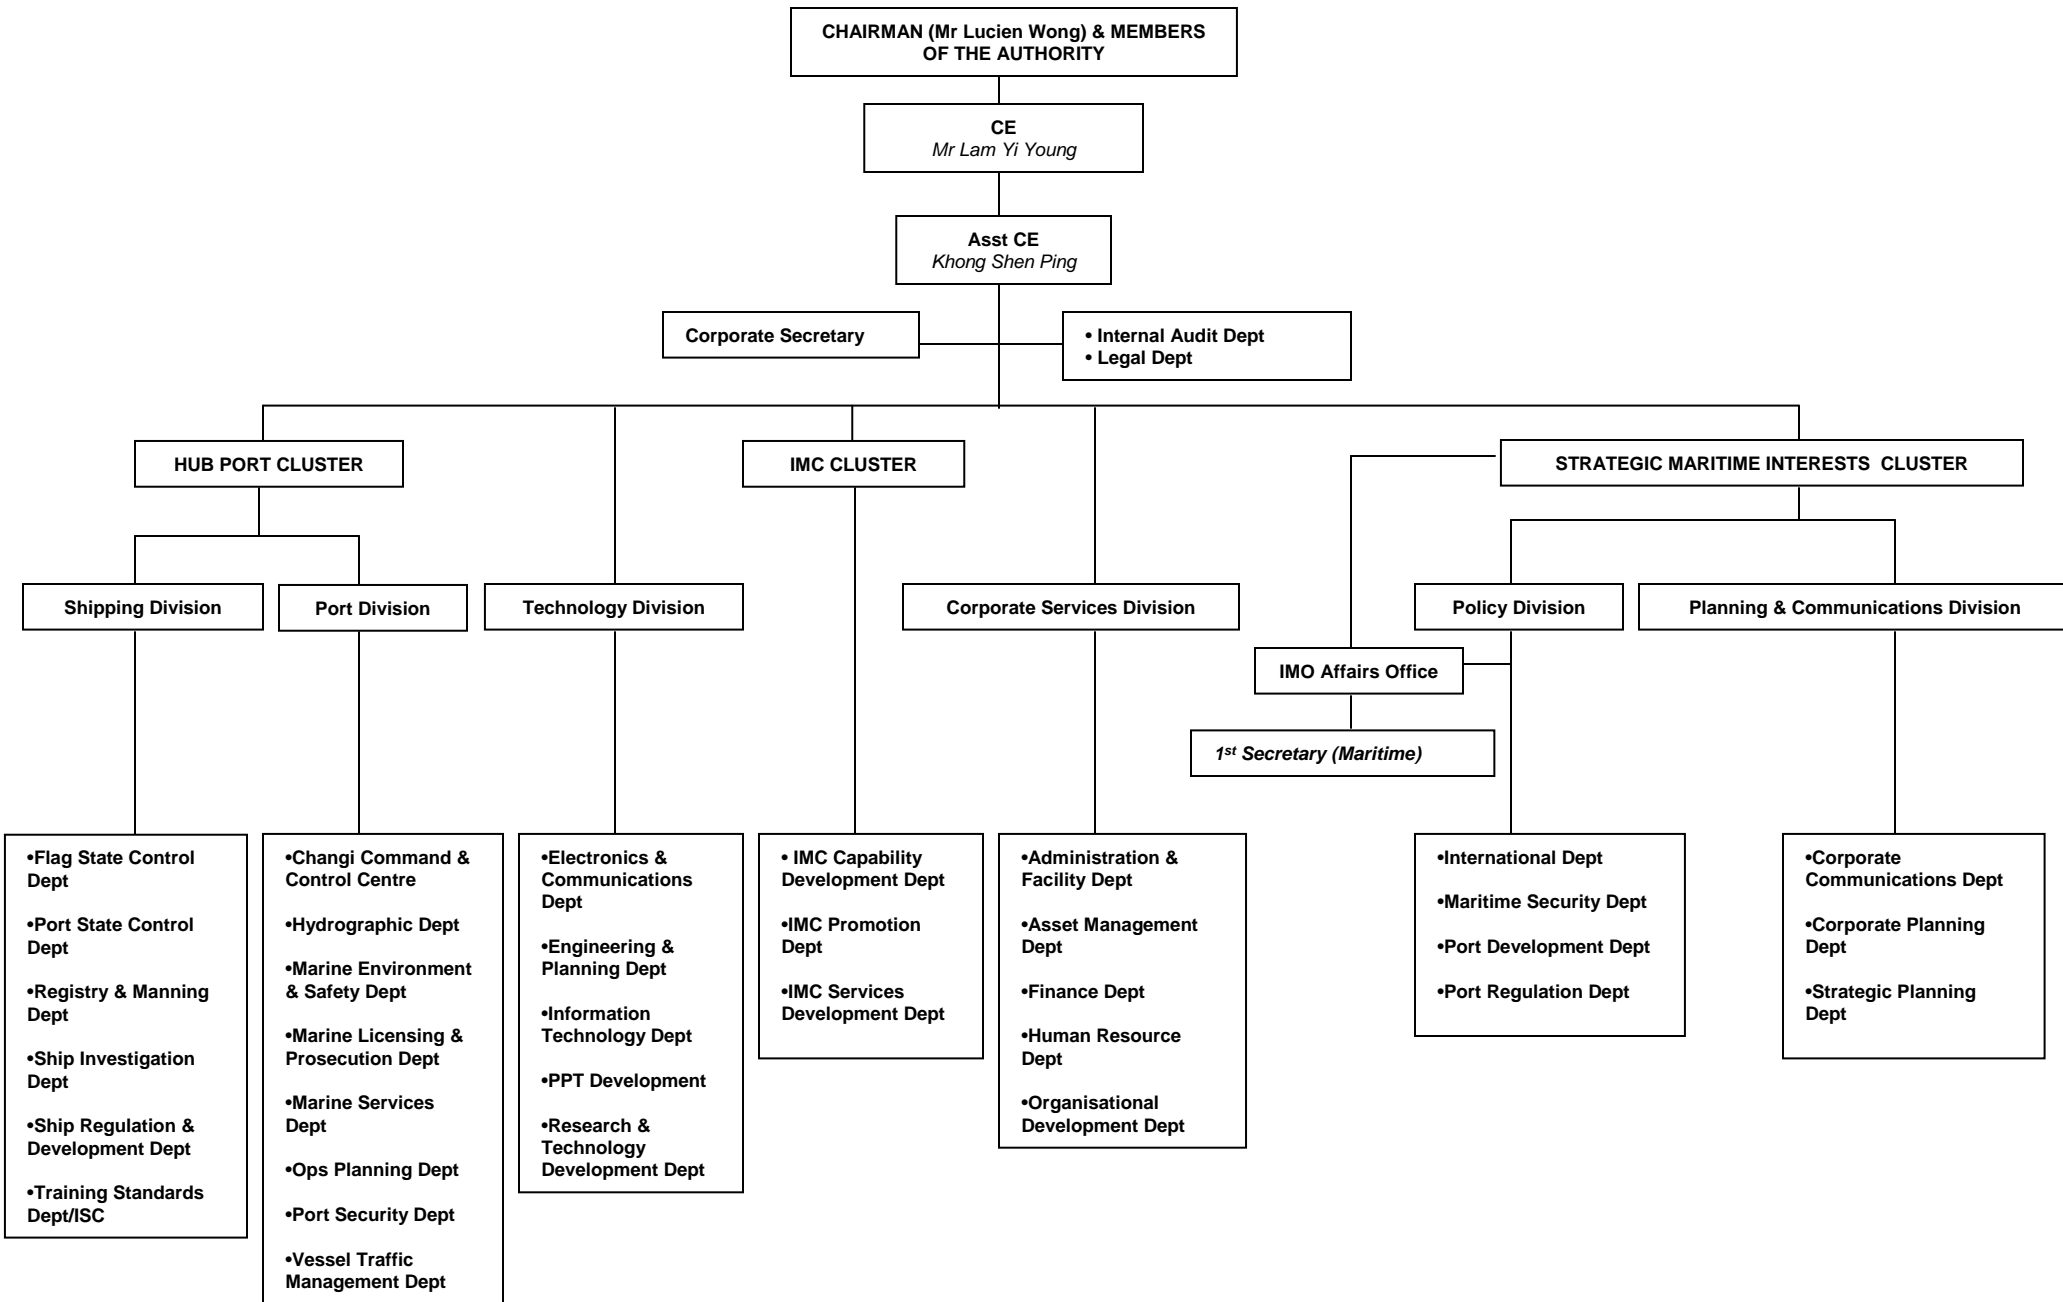 CHAIRMAN (Mr Lucien Wong) & MEMBERS
OF THE AUTHORITY
CE
Mr Lam Yi Young
Asst CE
Khong Shen Ping
Corporate Secretary
• Internal Audit Dept
• Legal Dept
HUB PORT CLUSTER
IMC CLUSTER
STRATEGIC MARITIME INTERESTS CLUSTER
Shipping Division
Port Division
Technology Division
Corporate Services Division
Policy Division
Planning & Communications Division
IMO Affairs Office
1st Secretary (Maritime)
•Flag State Control
Dept
•Port State Control
Dept
•Registry & Manning
Dept
•Ship Investigation
Dept
•Ship Regulation &
Development Dept
•Training Standards
Dept/ISC
•Changi Command &
Control Centre
•Hydrographic Dept
•Marine Environment
& Safety Dept
•Marine Licensing &
Prosecution Dept
•Marine Services
Dept
•Ops Planning Dept
•Port Security Dept
•Vessel Traffic
Management Dept
•Electronics &
Communications
Dept
•Engineering &
Planning Dept
•Information
Technology Dept
•PPT Development
•Research &
Technology
Development Dept
• IMC Capability
Development Dept
•IMC Promotion
Dept
•IMC Services
Development Dept
•Administration &
Facility Dept
•Asset Management
Dept
•Finance Dept
•Human Resource
Dept
•Organisational
Development Dept
•International Dept
•Maritime Security Dept
•Port Development Dept
•Port Regulation Dept
•Corporate
Communications Dept
•Corporate Planning
Dept
•Strategic Planning
Dept